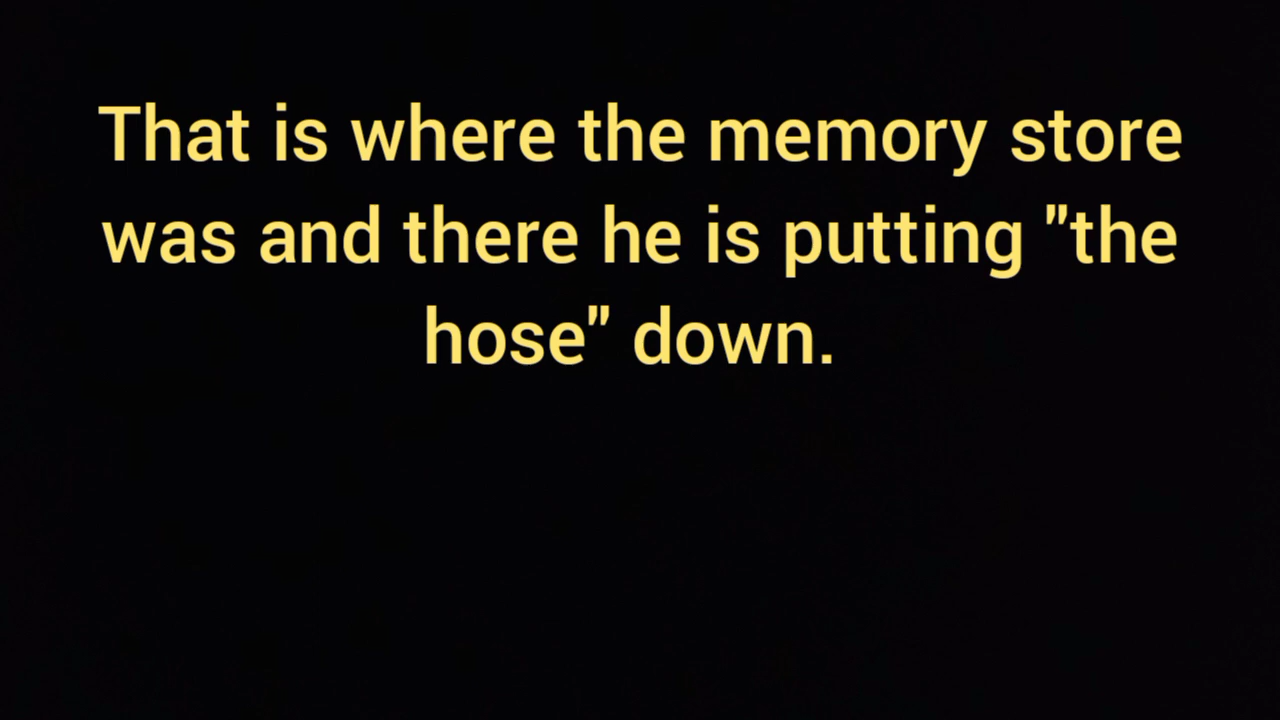 That is where the memory store
was and there he is putting "the
hose" down.